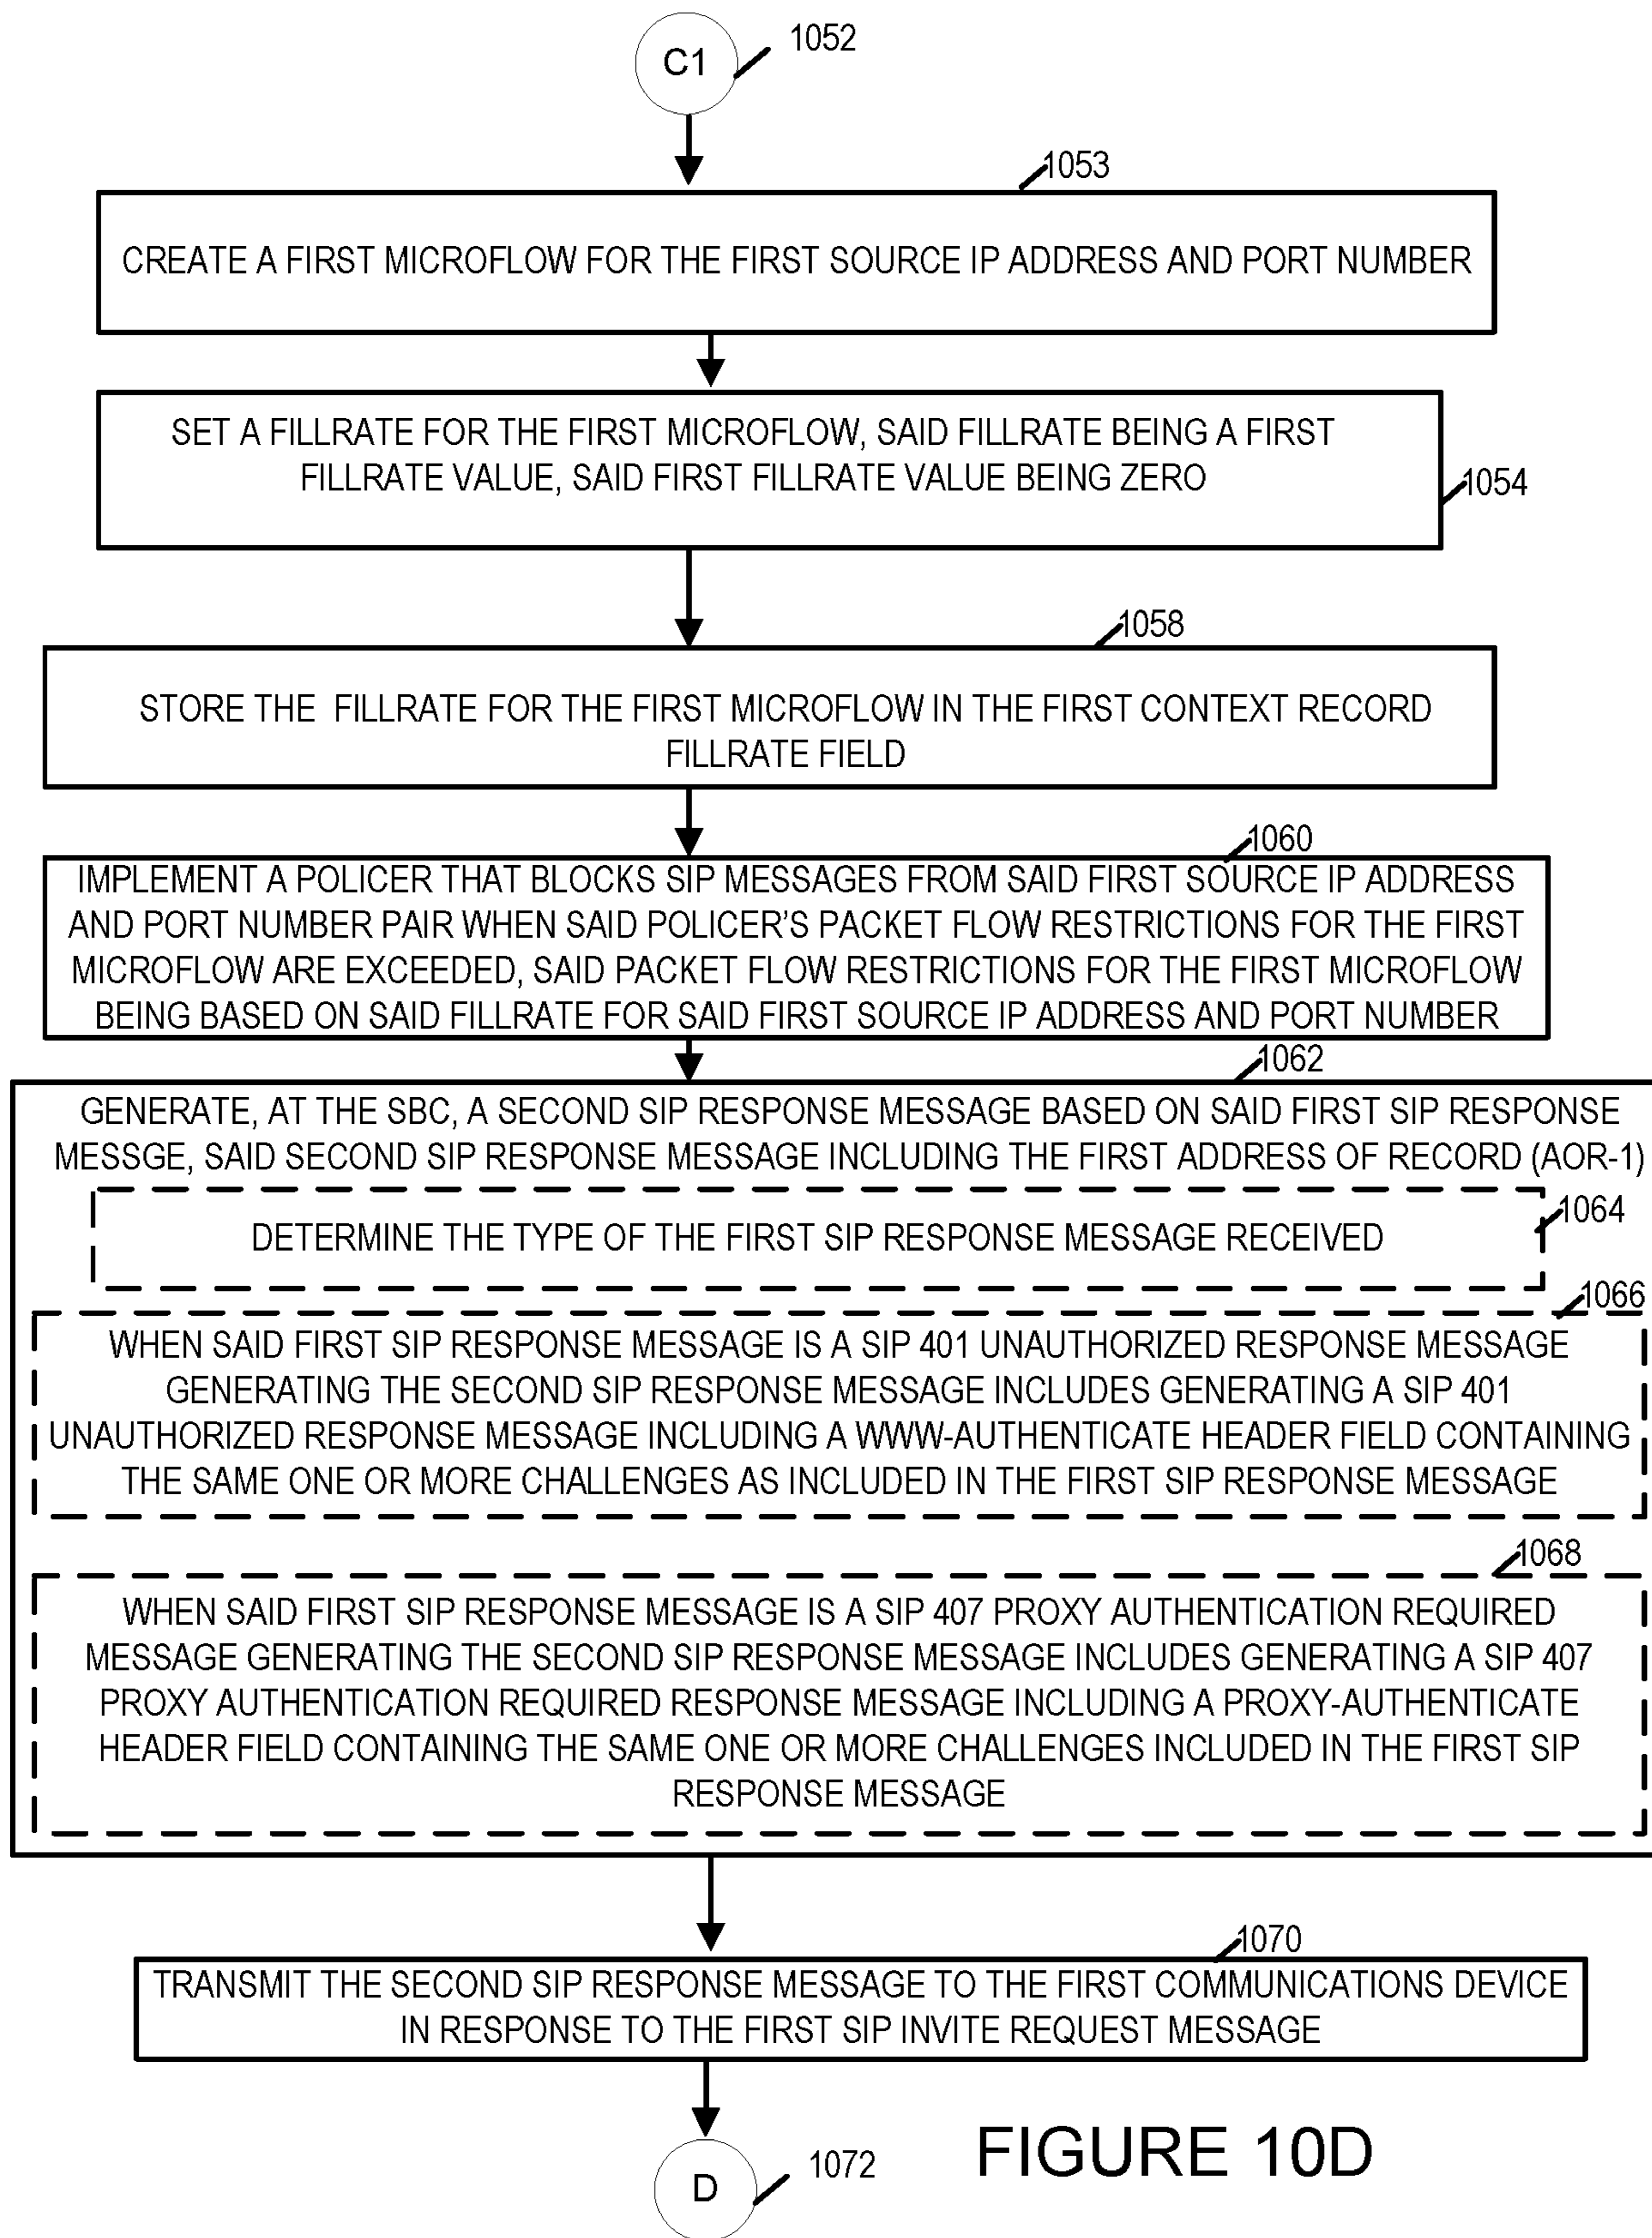 C1
1052
1053
CREATE A FIRST MICROFLOW FOR THE FIRST SOURCE IP ADDRESS AND PORT NUMBER
SET A FILLRATE FOR THE FIRST MICROFLOW, SAID FILLRATE BEING A FIRST
FILLRATE VALUE, SAID FIRST FILLRATE VALUE BEING ZERO
1054
1058
STORE THE FILLRATE FOR THE FIRST MICROFLOW IN THE FIRST CONTEXT RECORD
FILLRATE FIELD
1060
IMPLEMENT A POLICER THAT BLOCKS SIP MESSAGES FROM SAID FIRST SOURCE IP ADDRESS
AND PORT NUMBER PAIR WHEN SAID POLICER'S PACKET FLOW RESTRICTIONS FOR THE FIRST
MICROFLOW ARE EXCEEDED, SAID PACKET FLOW RESTRICTIONS FOR THE FIRST MICROFLOW
BEING BASED ON SAID FILLRATE FOR SAID FIRST SOURCE IP ADDRESS AND PORT NUMBER
1062
GENERATE, AT THE SBC, A SECOND SIP RESPONSE MESSAGE BASED ON SAID FIRST SIP RESPONSE
MESSGE, SAID SECOND SIP RESPONSE MESSAGE INCLUDING THE FIRST ADDRESS OF RECORD (AOR-1)
1064
DETERMINE THE TYPE OF THE FIRST SIP RESPONSE MESSAGE RECEIVED
1066
WHEN SAID FIRST SIP RESPONSE MESSAGE IS A SIP 401 UNAUTHORIZED RESPONSE MESSAGE
GENERATING THE SECOND SIP RESPONSE MESSAGE INCLUDES GENERATING A SIP 401
UNAUTHORIZED RESPONSE MESSAGE INCLUDING A WWW-AUTHENTICATE HEADER FIELD CONTAINING
THE SAME ONE OR MORE CHALLENGES AS INCLUDED IN THE FIRST SIP RESPONSE MESSAGE
1068
WHEN SAID FIRST SIP RESPONSE MESSAGE IS A SIP 407 PROXY AUTHENTICATION REQUIRED
MESSAGE GENERATING THE SECOND SIP RESPONSE MESSAGE INCLUDES GENERATING A SIP 407
PROXY AUTHENTICATION REQUIRED RESPONSE MESSAGE INCLUDING A PROXY-AUTHENTICATE
HEADER FIELD CONTAINING THE SAME ONE OR MORE CHALLENGES INCLUDED IN THE FIRST SIP
RESPONSE MESSAGE
1070
TRANSMIT THE SECOND SIP RESPONSE MESSAGE TO THE FIRST COMMUNICATIONS DEVICE
IN RESPONSE TO THE FIRST SIP INVITE REQUEST MESSAGE
D
1072
FIGURE 10D